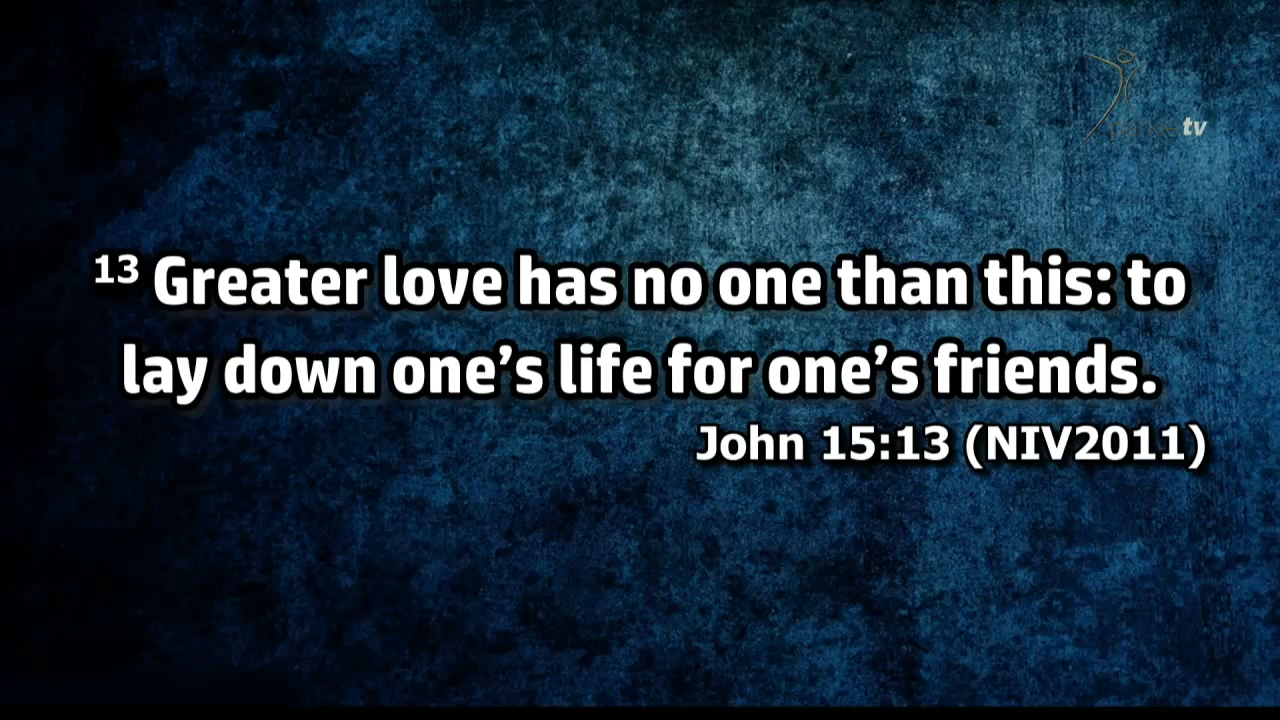 tv
¹³ Greater love has no one than this: to
lay down one’s life for one’s friends.
John 15:13 (NIV2011)